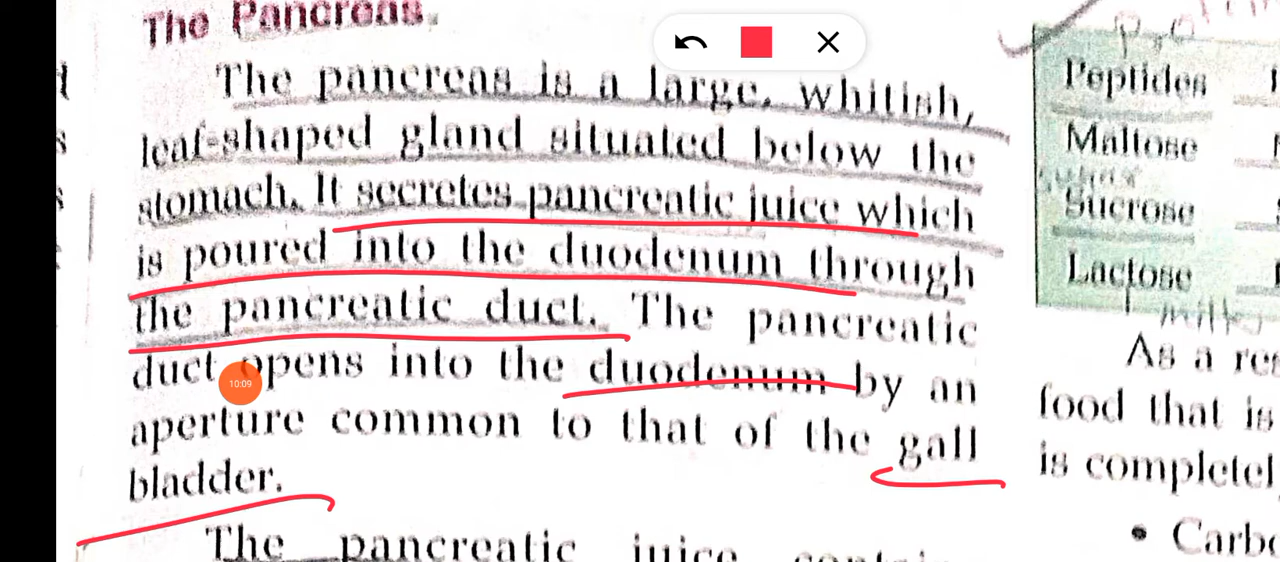 The Pancreas.
The pancreas is a large, whitish,
leaf-shaped gland situated below the
stomach. It secretes pancreatic juice which
is poured into the duodenum through
the pancreatic duct. The pancreatic
duct opens into the duodenum by an
aperture common to that of the gall
bladder.
The pancreatic juice
10:09
Peptides
Maltose
Sucrose
Lactose
milk
As a
food that is
is
• Carbo